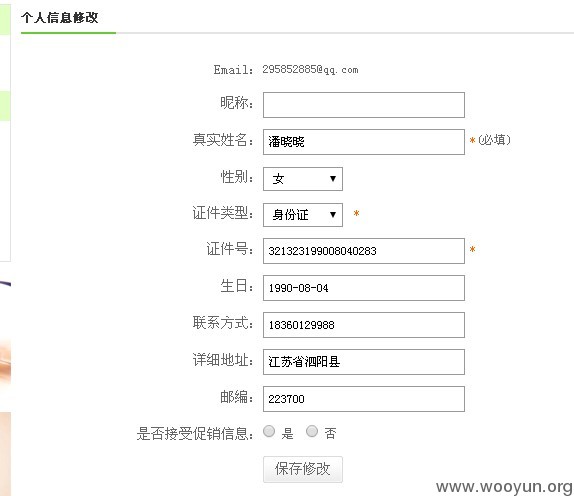 个人信息修改
Email: 295852885@qq.com
昵称:
真实姓名: 潘晓晓 *(必填)
性别: 女
证件类型: 身份证 *
证件号: 321323199008040283 *
生日: 1990-08-04
联系方式: 18360129988
详细地址: 江苏省泗阳县
邮编: 223700
是否接受促销信息: 是 否
保存修改
www.wooyun.org